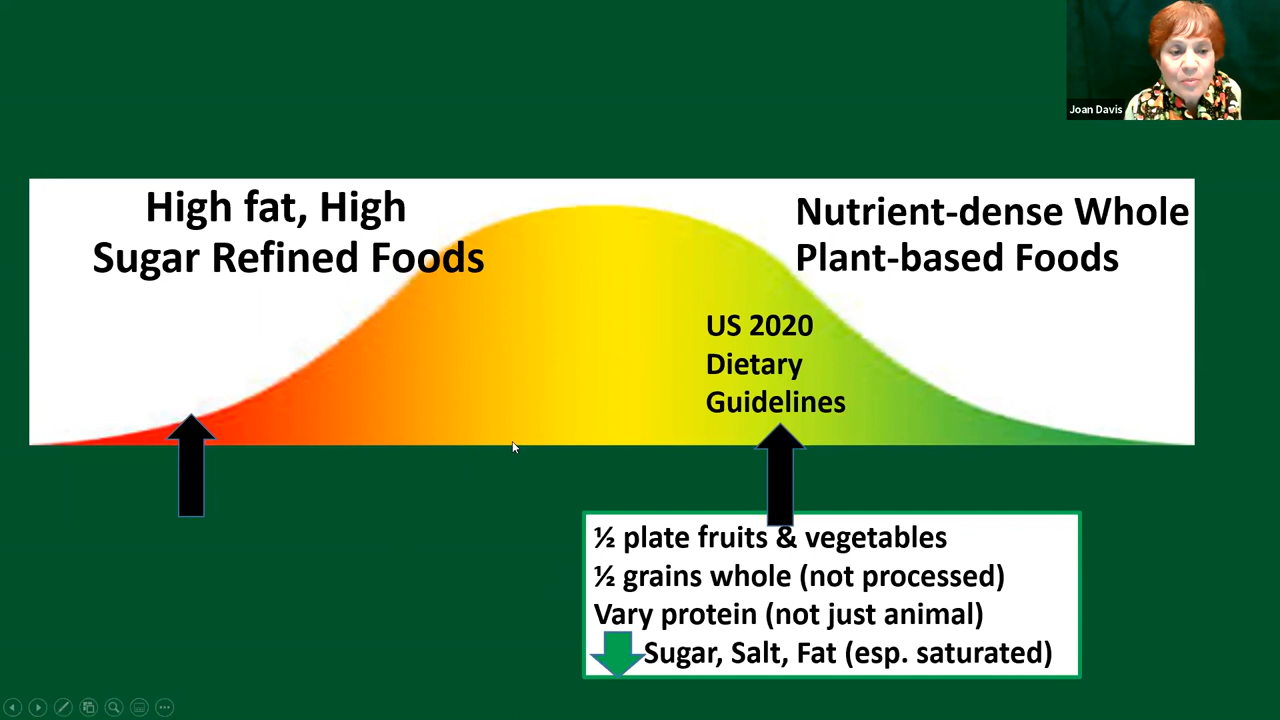 Joan Davis
High fat, High
Sugar Refined Foods
Nutrient-dense Whole
Plant-based Foods
US 2020
Dietary
Guidelines
½ plate fruits & vegetables
½ grains whole (not processed)
Vary protein (not just animal)
Sugar, Salt, Fat (esp. saturated)